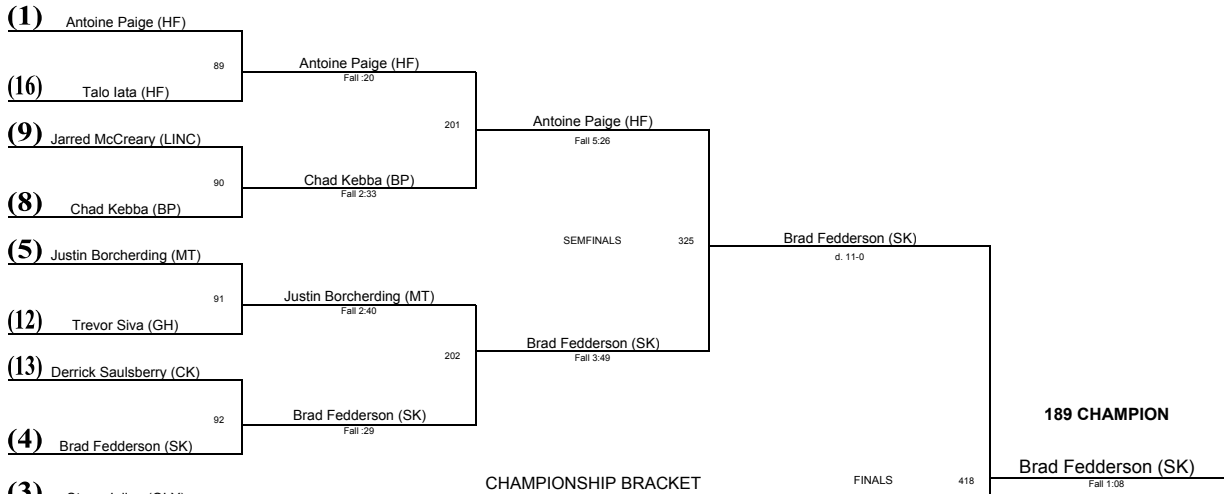 (1) Antoine Paige (HF)
89
Antoine Paige (HF)
Fall :20
(16) Talo Iata (HF)
201
Antoine Paige (HF)
Fall 5:26
(9) Jarred McCreary (LINC)
90
Chad Kebba (BP)
Fall 2:33
(8) Chad Kebba (BP)
SEMFINALS 325
Brad Fedderson (SK)
d. 11-0
(5) Justin Borcherding (MT)
91
Justin Borcherding (MT)
Fall 2:40
(12) Trevor Siva (GH)
202
Brad Fedderson (SK)
Fall 3:49
(13) Derrick Saulsberry (CK)
92
Brad Fedderson (SK)
Fall :29
(4) Brad Fedderson (SK)
189 CHAMPION
Brad Fedderson (SK)
Fall 1:08
CHAMPIONSHIP BRACKET
FINALS 418
(3)